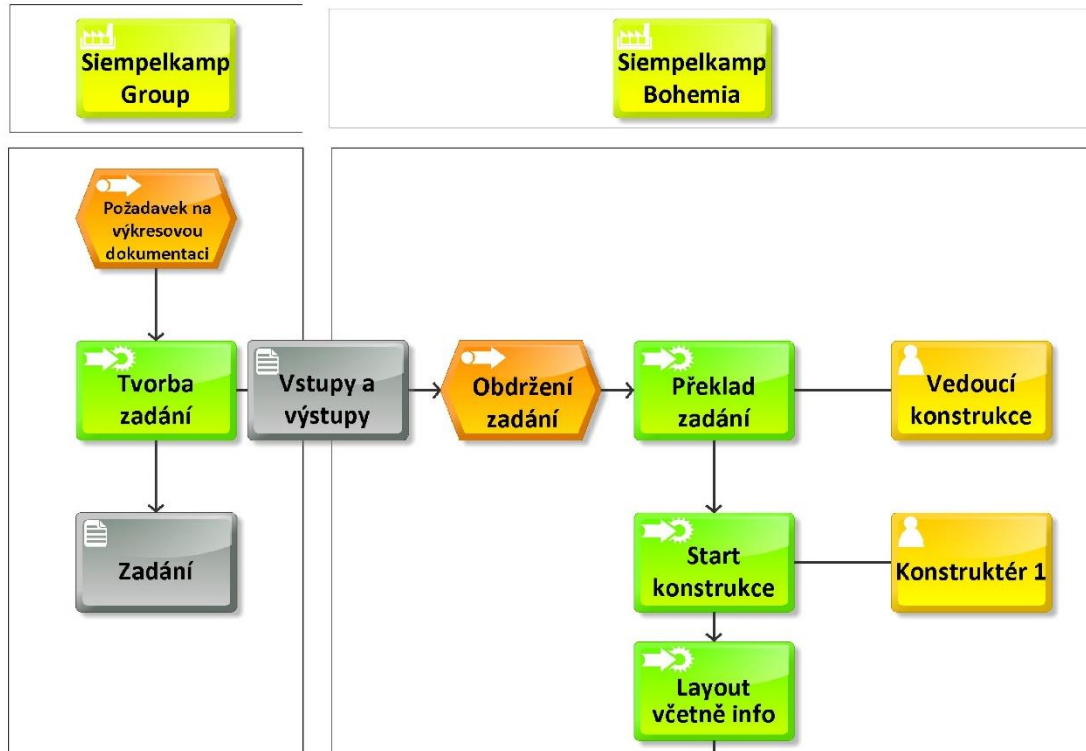 Siempelkamp
Group
Siempelkamp
Bohemia
Požadavek na
výkresovou
dokumentaci
Tvorba
zadání
Vstupy a
výstupy
Obdržení
zadání
Překlad
zadání
Vedoucí
konstrukce
Zadání
Start
konstrukce
Konstruktér 1
Layout
včetně info